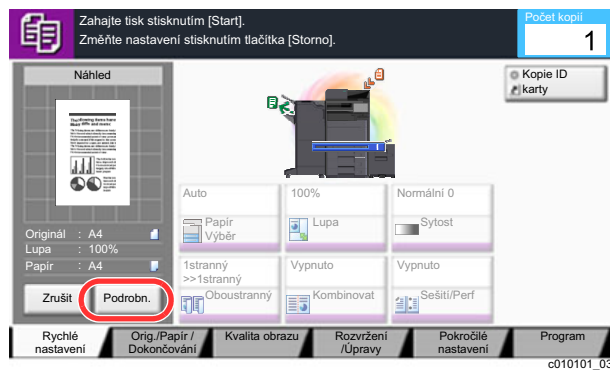 Zahajte tisk stisknutím [Start].
Změňte nastavení stisknutím tlačítka [Storno].
Počet kopií
1
Náhled
Originál : A4
Lupa : 100%
Papír : A4
Zrušit
Podrobn.
Kopie ID
karty
Auto
Papír
Výběr
100%
Lupa
Normální 0
Sytost
1stranný
>>1stranný
Oboustranný
Vypnuto
Kombinovat
Vypnuto
Sešití/Perf
Rychlé
nastavení
Orig./Papír /
Dokončování
Kvalita obrazu
Rozvržení
/Úpravy
Pokročilé
nastavení
Program
c010101_03